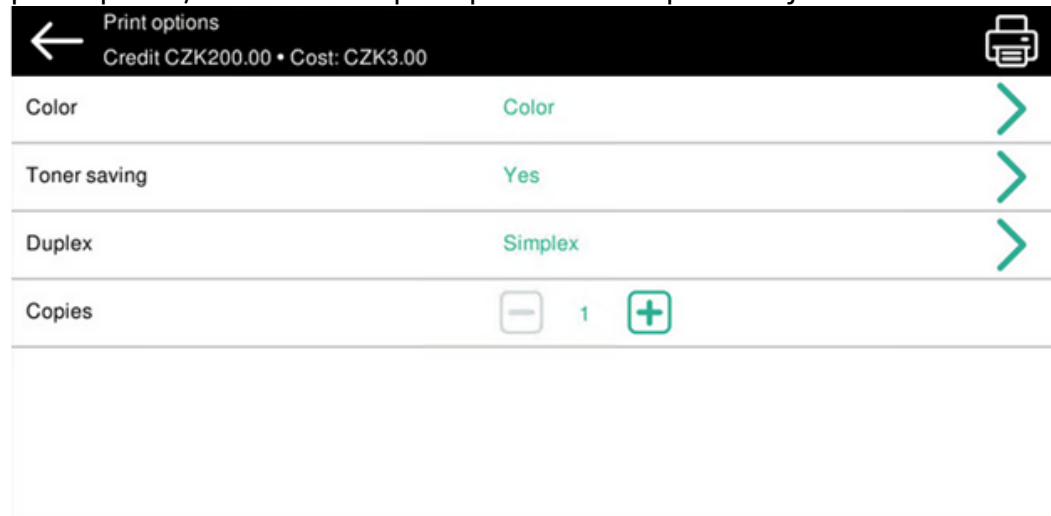 Print options
Credit CZK200.00 • Cost: CZK3.00
Color Color
Toner saving Yes
Duplex Simplex
Copies 1